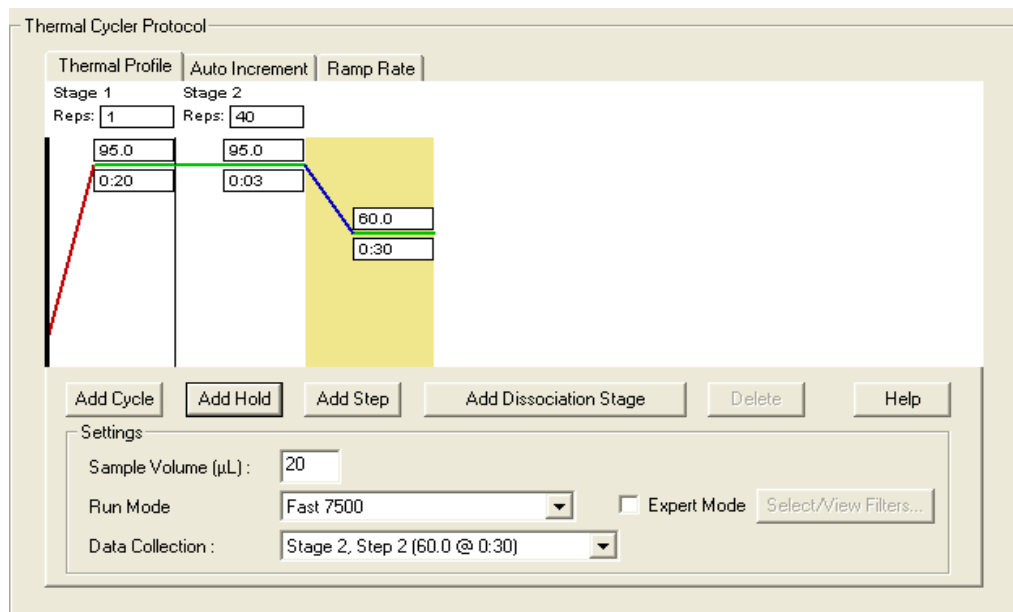 Thermal Cycler Protocol
Thermal Profile Auto Increment Ramp Rate
Stage 1 Stage 2
Reps: 1 Reps: 40
95.0 95.0
0:20 0:03
60.0
0:30
Add Cycle Add Hold Add Step Add Dissociation Stage Delete Help
Settings
Sample Volume (µL) : 20
Run Mode Fast 7500 Expert Mode Select/View Filters...
Data Collection : Stage 2, Step 2 (60.0 @ 0:30)